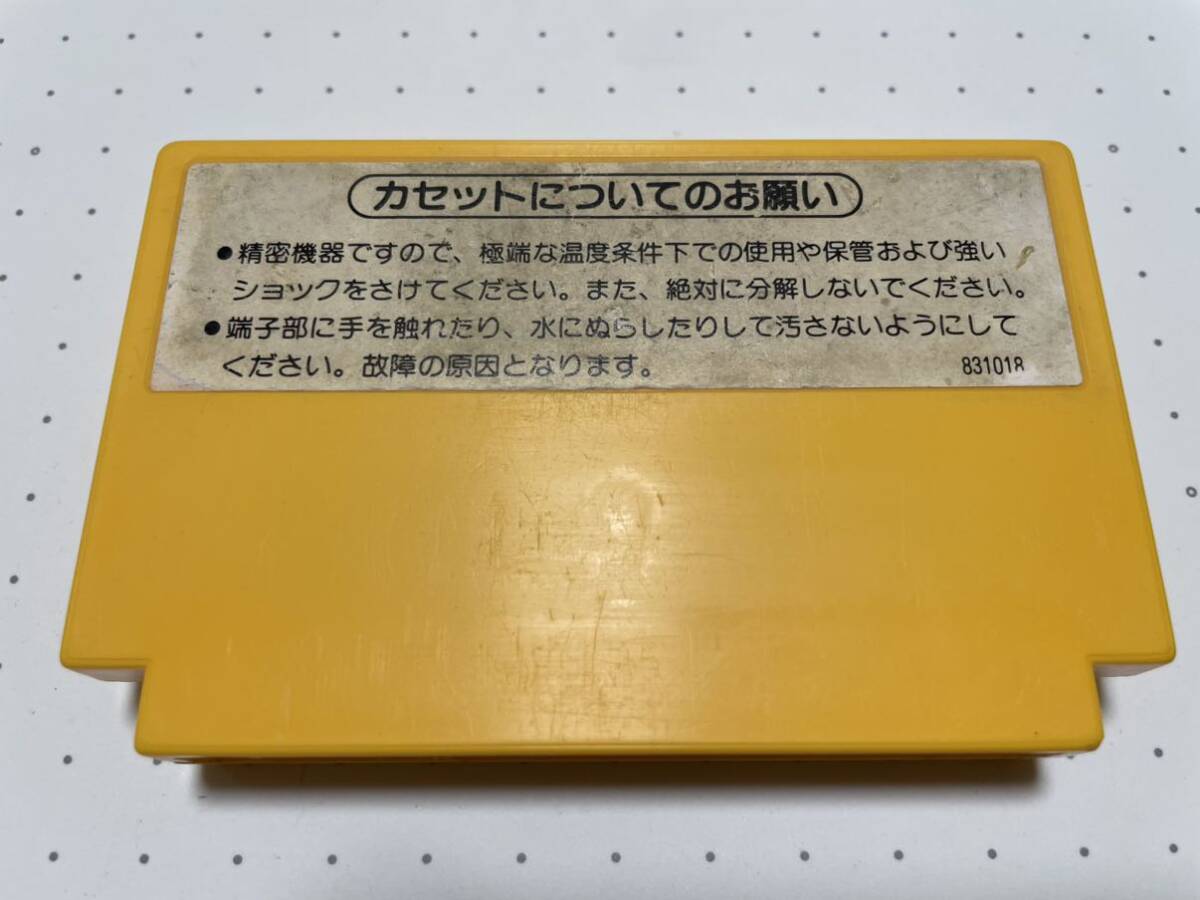 カセットについてのお願い
●精密機器ですので、極端な温度条件下での使用や保管および強い
ショックをさけてください。また、絶対に分解しないでください。
●端子部に手を触れたり、水にぬらしたりして汚さないようにして
ください。故障の原因となります。
831018